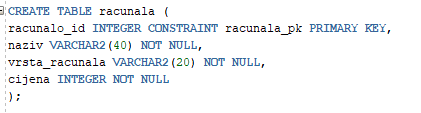 CREATE TABLE racunala (
racunalo_id INTEGER CONSTRAINT racunala_pk PRIMARY KEY,
naziv VARCHAR2(40) NOT NULL,
vrsta_racunala VARCHAR2(20) NOT NULL,
cijena INTEGER NOT NULL
);